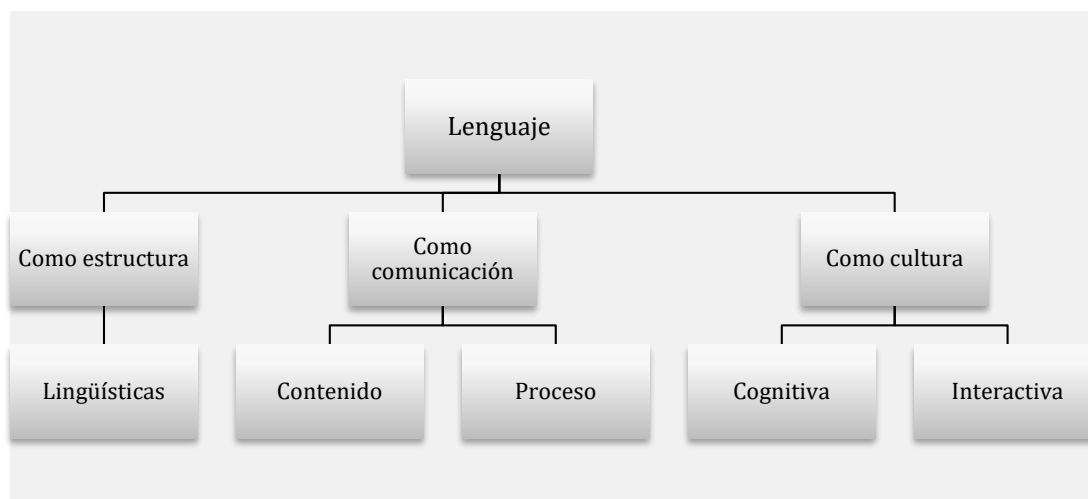 Lenguaje
Como estructura
Como
comunicación
Como cultura
Lingüísticas
Contenido
Proceso
Cognitiva
Interactiva